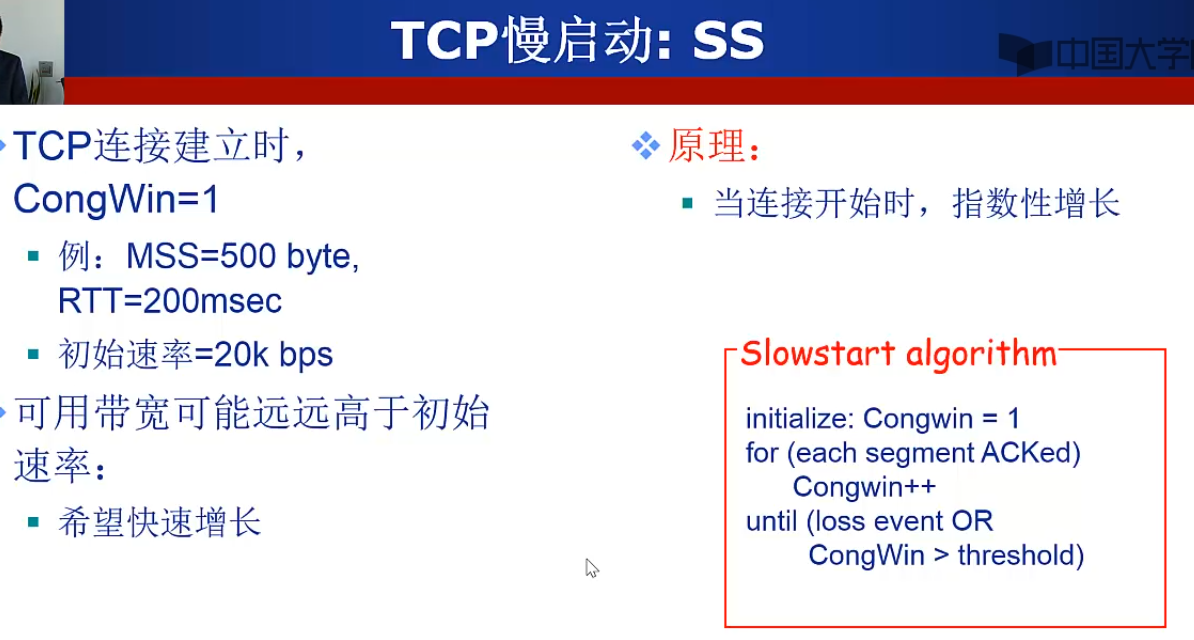 TCP慢启动: SS
中国大学
TCP连接建立时，
CongWin=1
例：MSS=500 byte,
RTT=200msec
初始速率=20k bps
可用带宽可能远远高于初始
速率：
希望快速增长
原理：
当连接开始时，指数性增长
Slowstart algorithm
initialize: Congwin = 1
for (each segment ACKed)
Congwin++
until (loss event OR
CongWin > threshold)